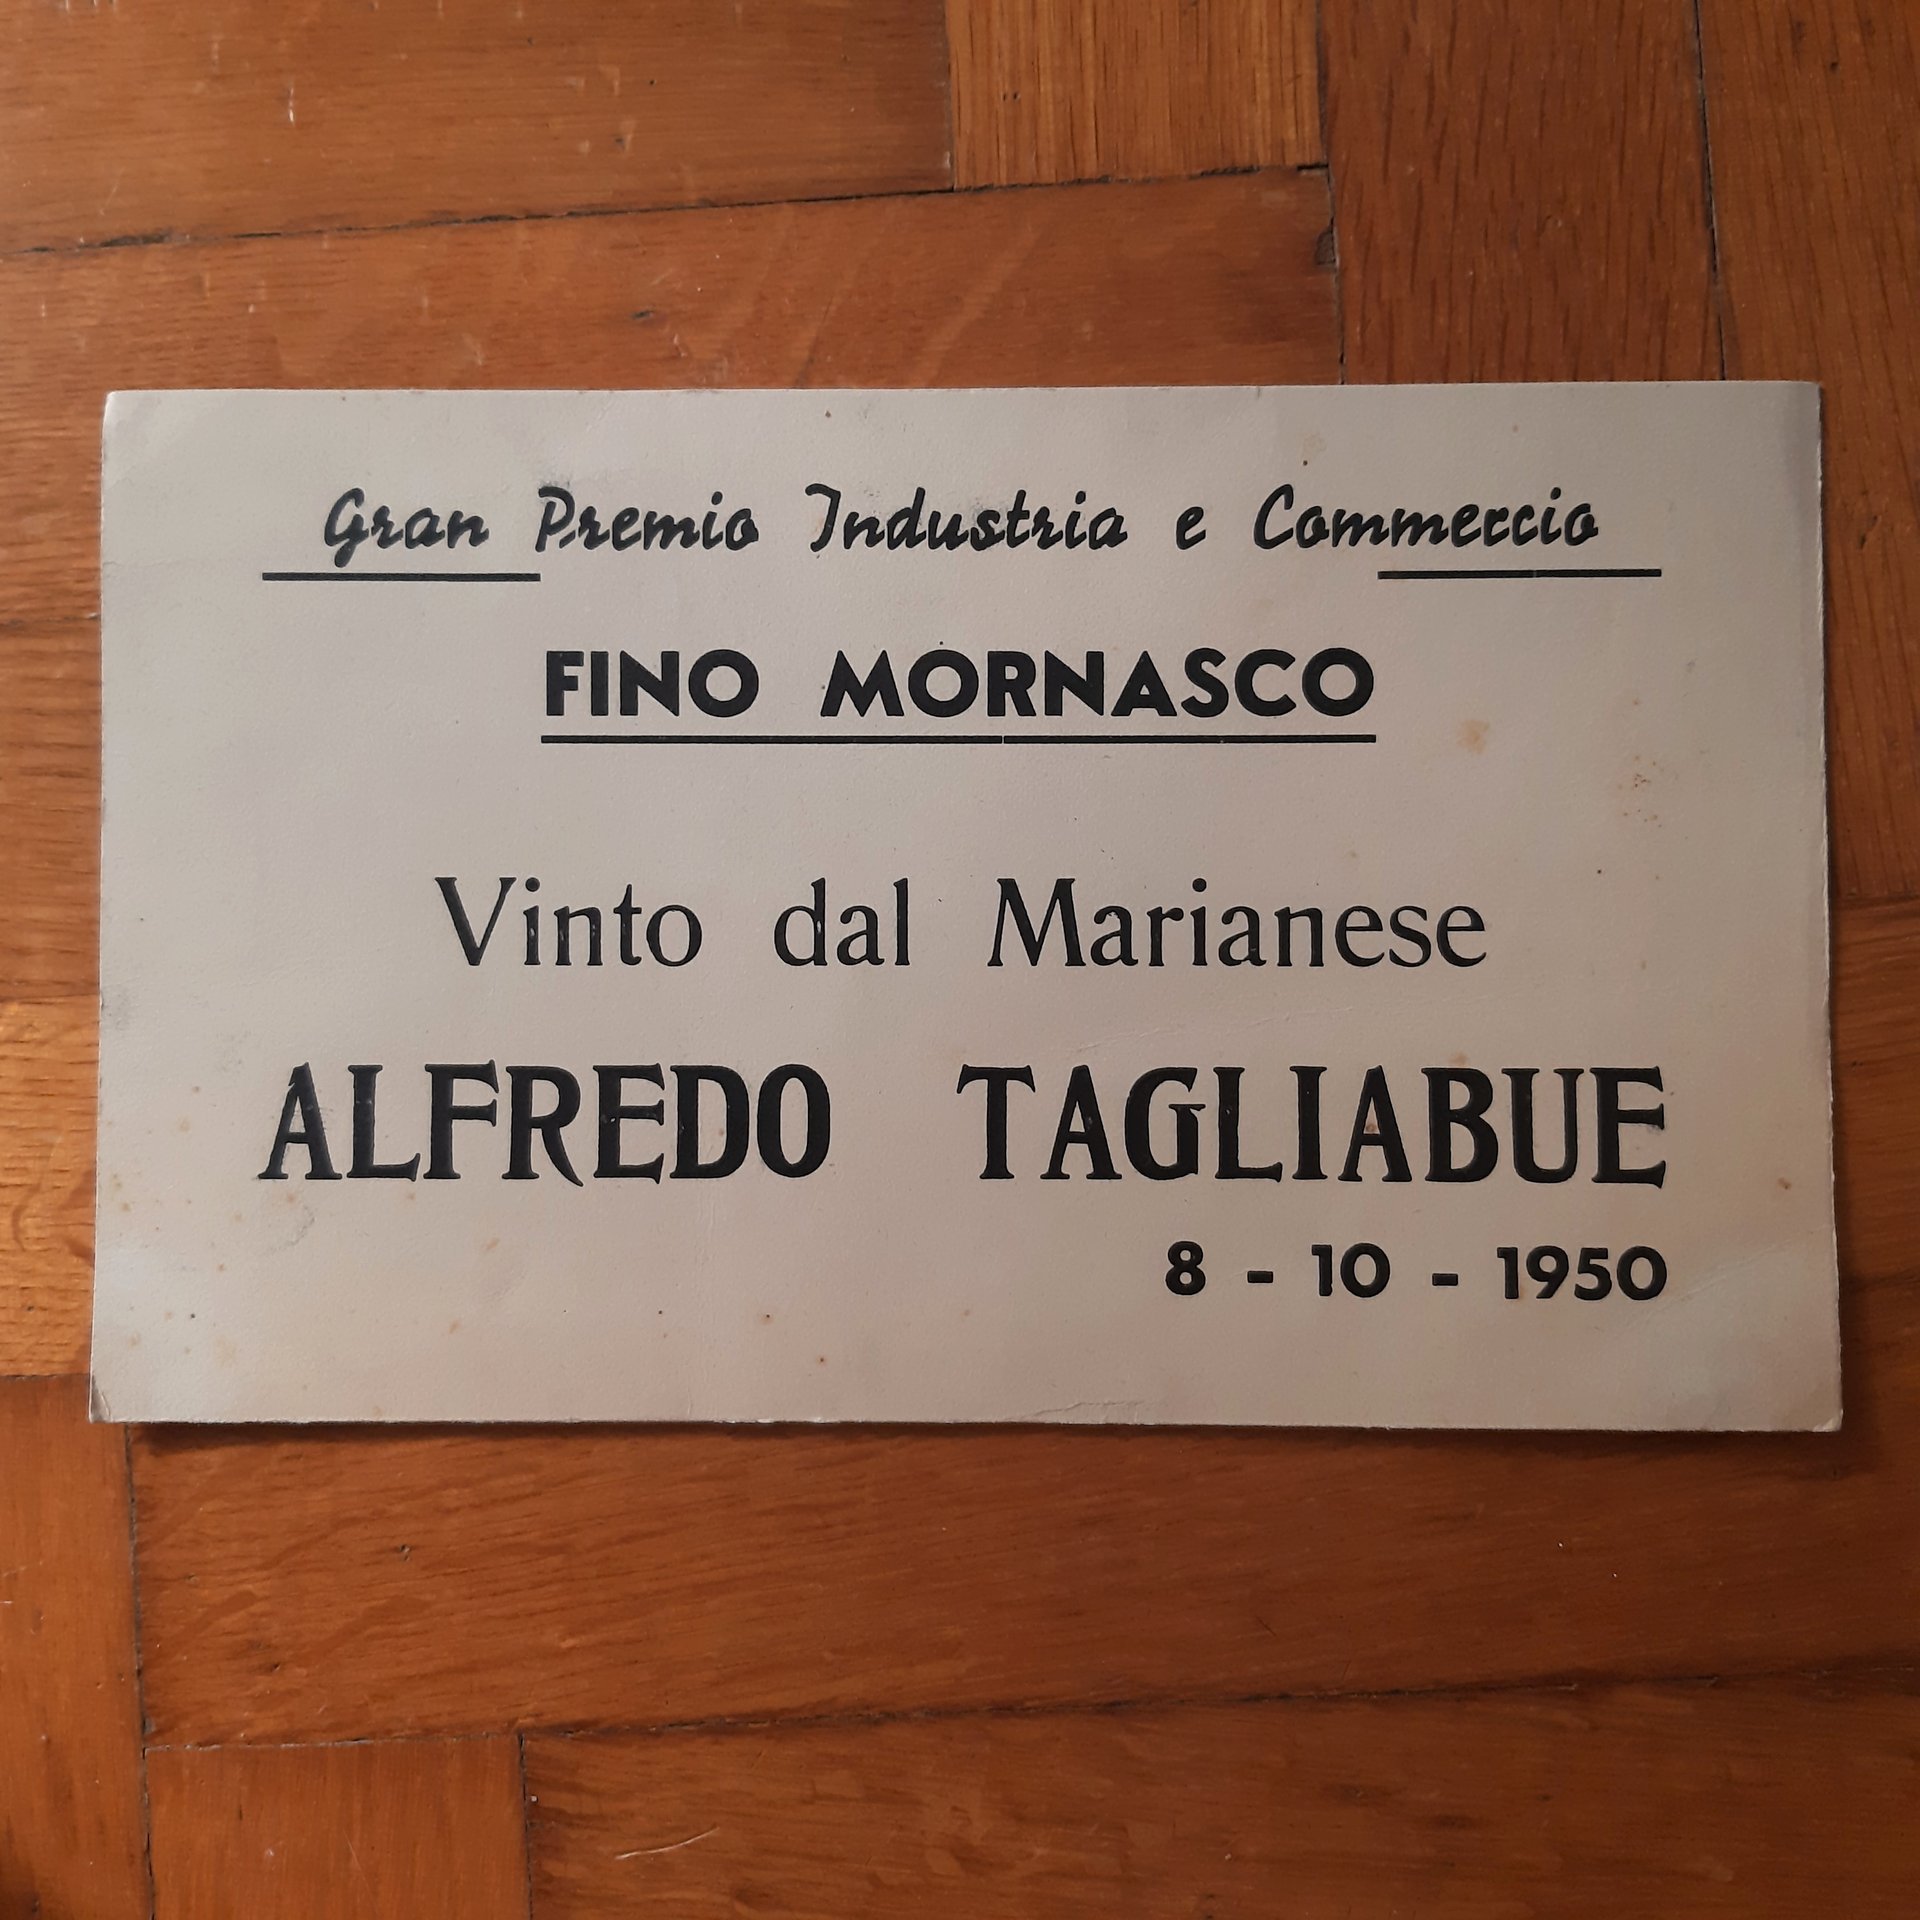 Gran Premio Industria e Commercio
FINO MORNASCO
Vinto dal Marianese
ALFREDO TAGLIABUE
8 - 10 - 1950